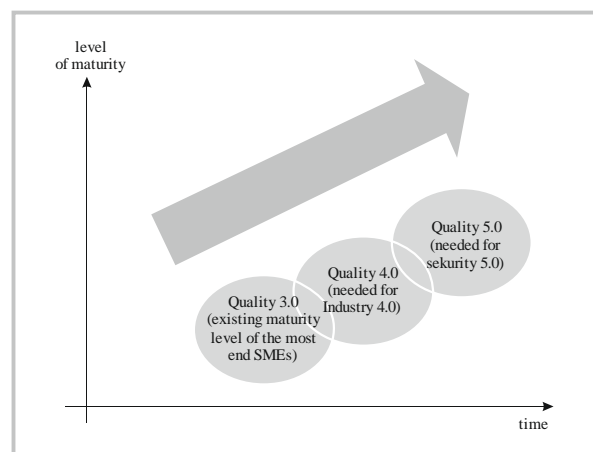 level
of maturity
Quality 5.0
(needed for
sekurity 5.0)
Quality 4.0
(needed for
Industry 4.0)
Quality 3.0
(existing maturity
level of the most
end SMEs)
time